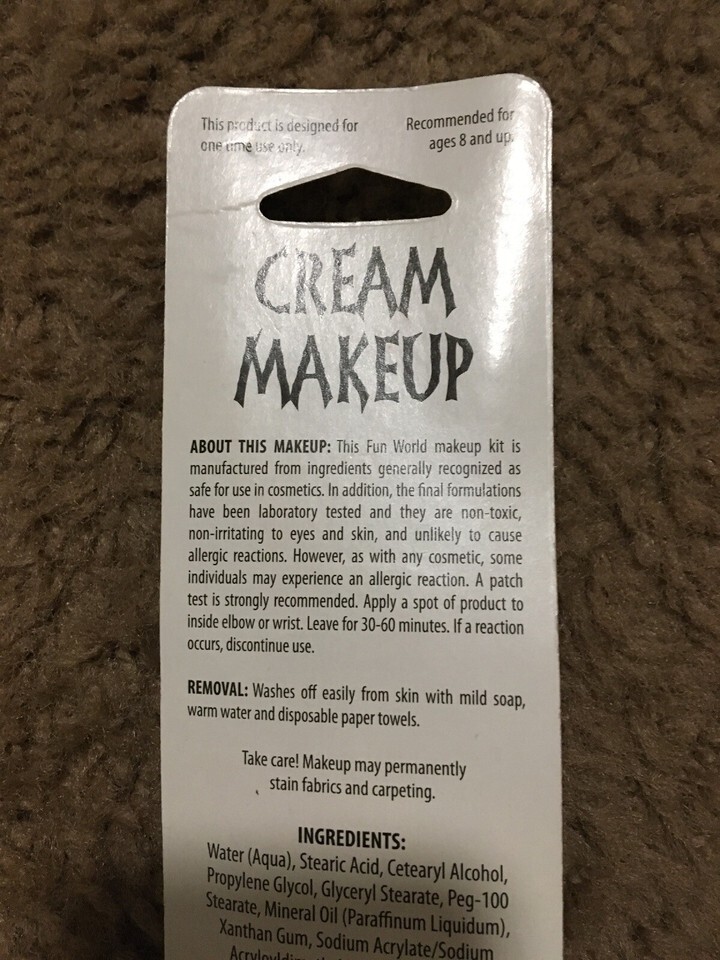 This product is designed for
one time use only.
Recommended for
ages 8 and up.
CREAM
MAKEUP
ABOUT THIS MAKEUP: This Fun World makeup kit is
manufactured from ingredients generally recognized as
safe for use in cosmetics. In addition, the final formulations
have been laboratory tested and they are non-toxic,
non-irritating to eyes and skin, and unlikely to cause
allergic reactions. However, as with any cosmetic, some
individuals may experience an allergic reaction. A patch
test is strongly recommended. Apply a spot of product to
inside elbow or wrist. Leave for 30-60 minutes. If a reaction
occurs, discontinue use.
REMOVAL: Washes off easily from skin with mild soap,
warm water and disposable paper towels.
Take care! Makeup may permanently
stain fabrics and carpeting.
INGREDIENTS:
Water (Aqua), Stearic Acid, Cetearyl Alcohol,
Propylene Glycol, Glyceryl Stearate, Peg-100
Stearate, Mineral Oil (Paraffinum Liquidum),
Xanthan Gum, Sodium Acrylate/Sodium